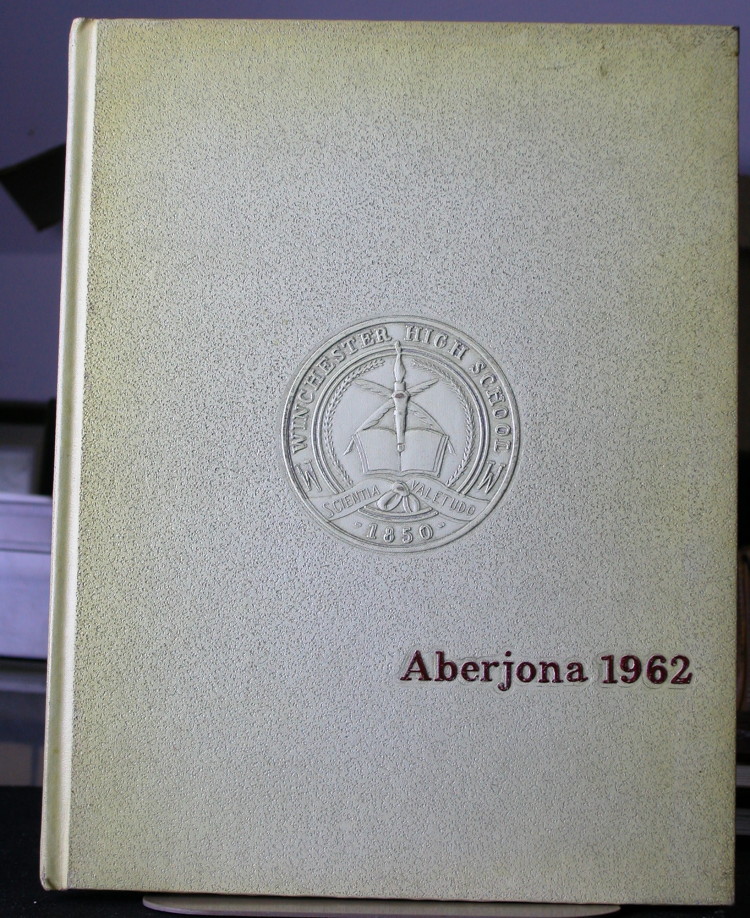 WINCHESTER HIGH SCHOOL
W W
SCIENTIA VALETUDO
·1850·
Aberjona 1962